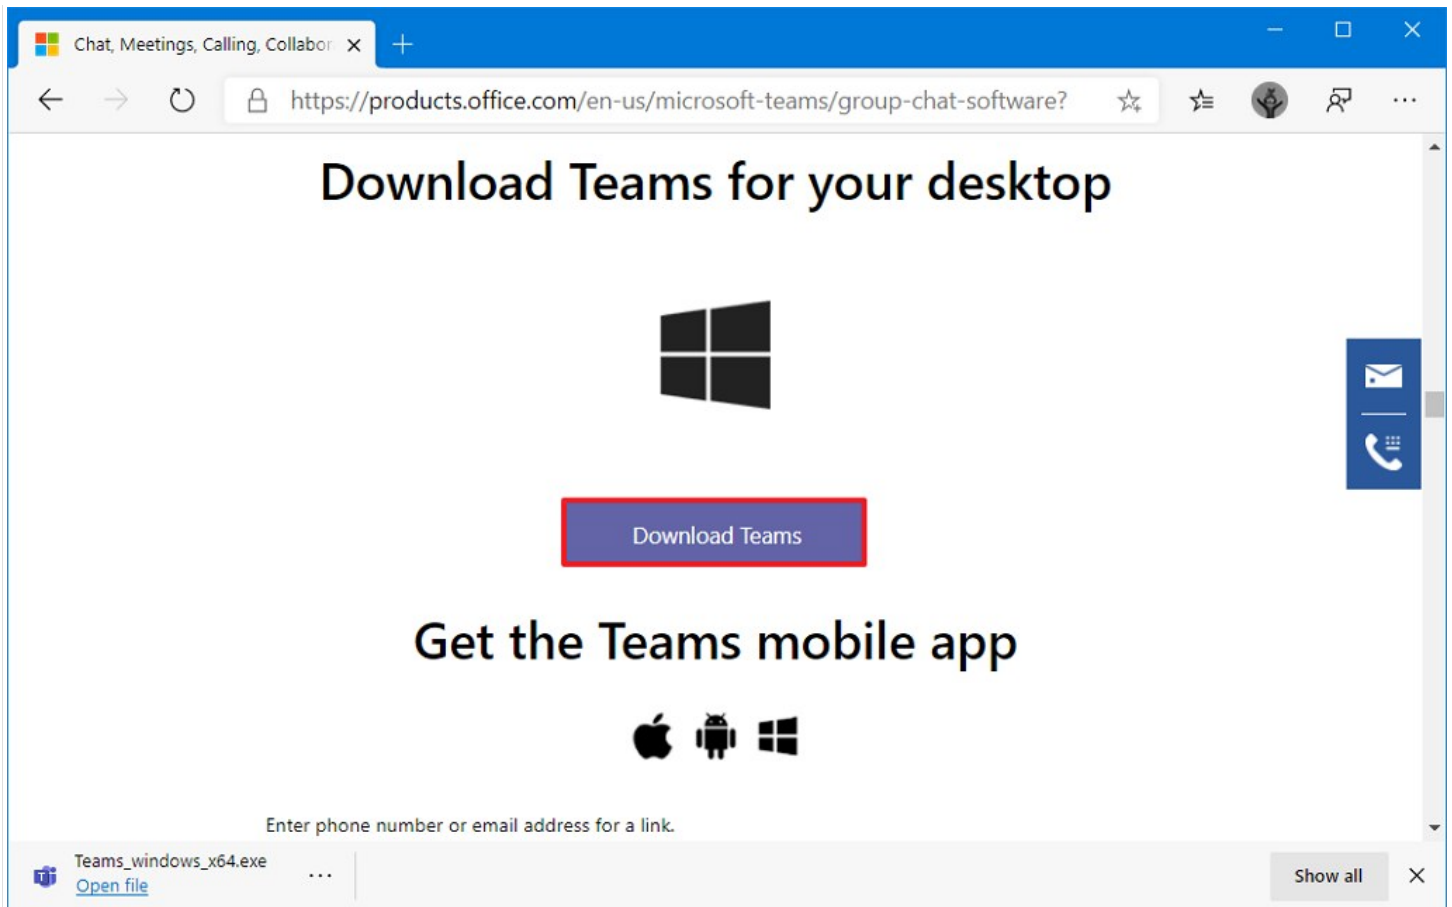 Chat, Meetings, Calling, Collabor
https://products.office.com/en-us/microsoft-teams/group-chat-software?
Download Teams for your desktop
Download Teams
Get the Teams mobile app
Enter phone number or email address for a link.
Teams_windows_x64.exe
Open file
Show all